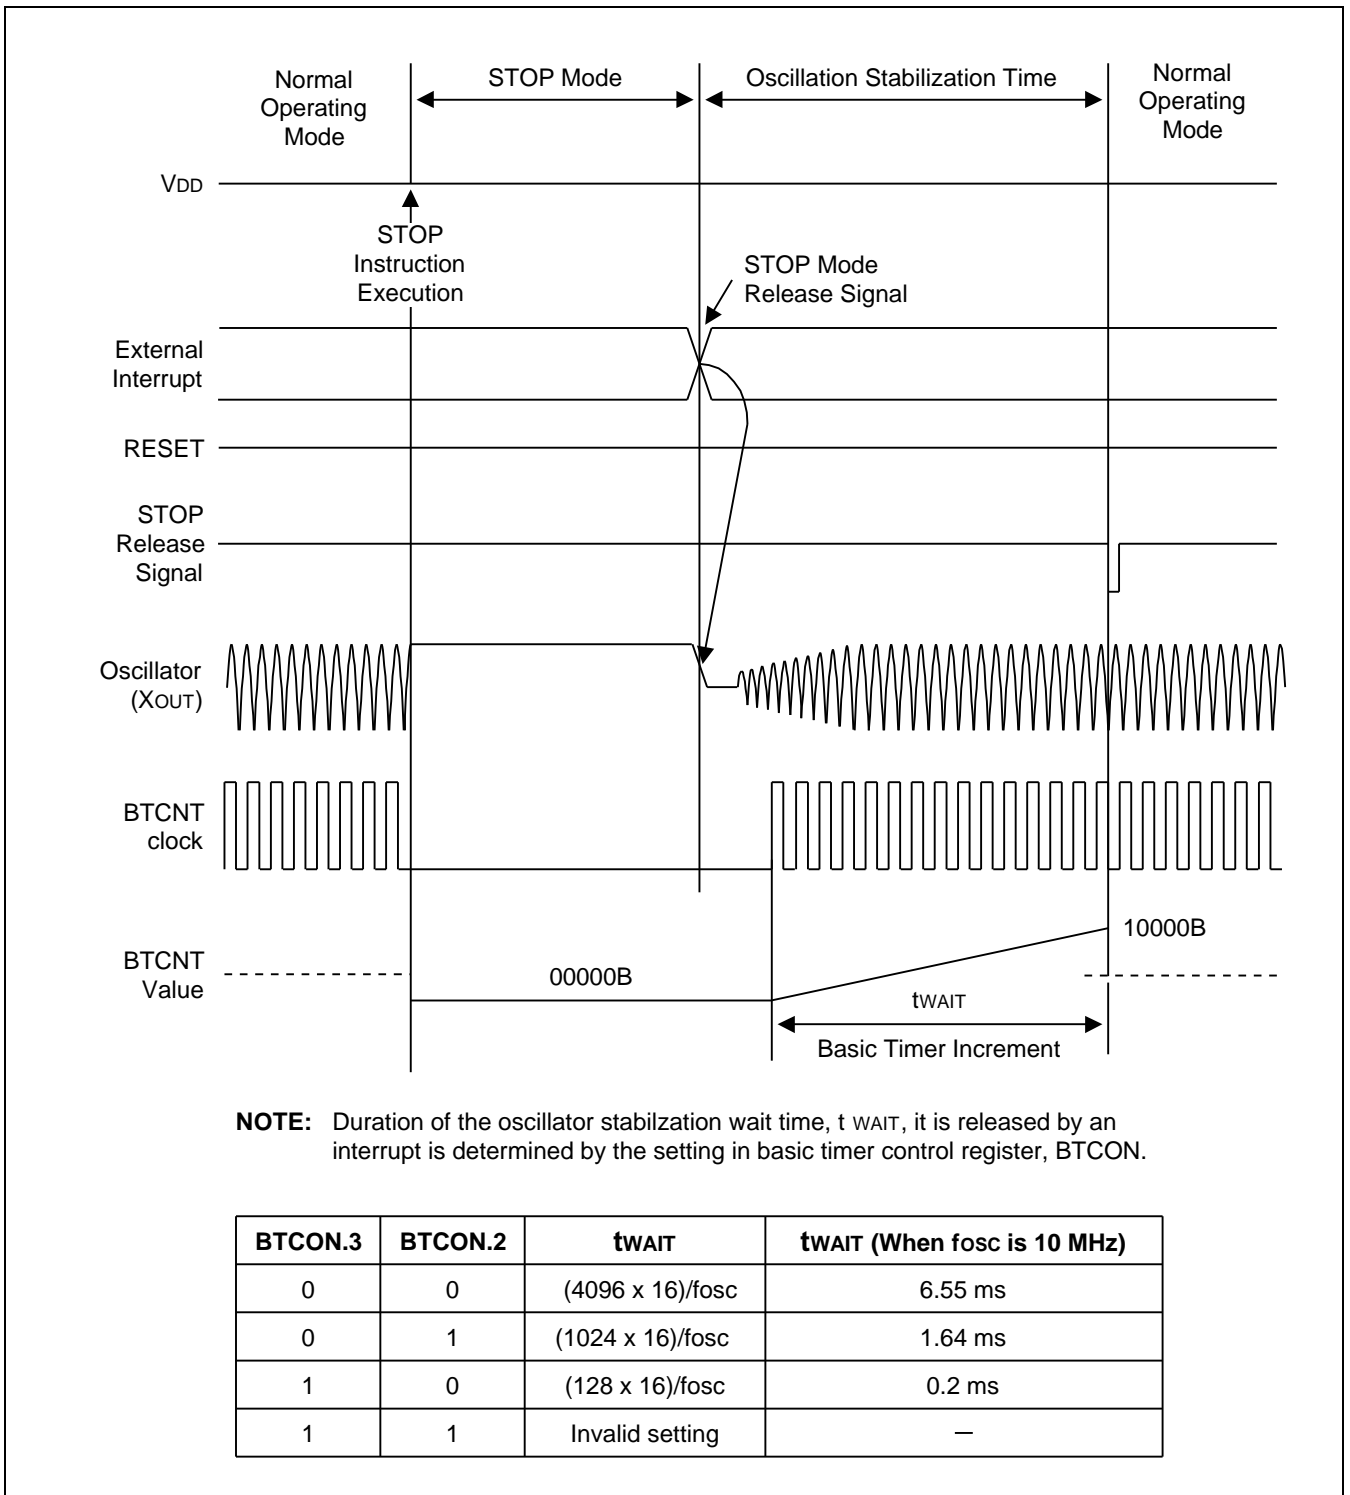 Normal
Operating
Mode
STOP Mode
Oscillation Stabilization Time
Normal
Operating
Mode
VDD
STOP
Instruction
Execution
STOP Mode
Release Signal
External
Interrupt
RESET
STOP
Release
Signal
Oscillator
(XOUT)
BTCNT
clock
10000B
BTCNT
Value
00000B
tWAIT
Basic Timer Increment
NOTE: Duration of the oscillator stabilzation wait time, t WAIT, it is released by an
interrupt is determined by the setting in basic timer control register, BTCON.
BTCON.3 BTCON.2 tWAIT tWAIT (When fosc is 10 MHz)
0 0 (4096 x 16)/fosc 6.55 ms
0 1 (1024 x 16)/fosc 1.64 ms
1 0 (128 x 16)/fosc 0.2 ms
1 1 Invalid setting –